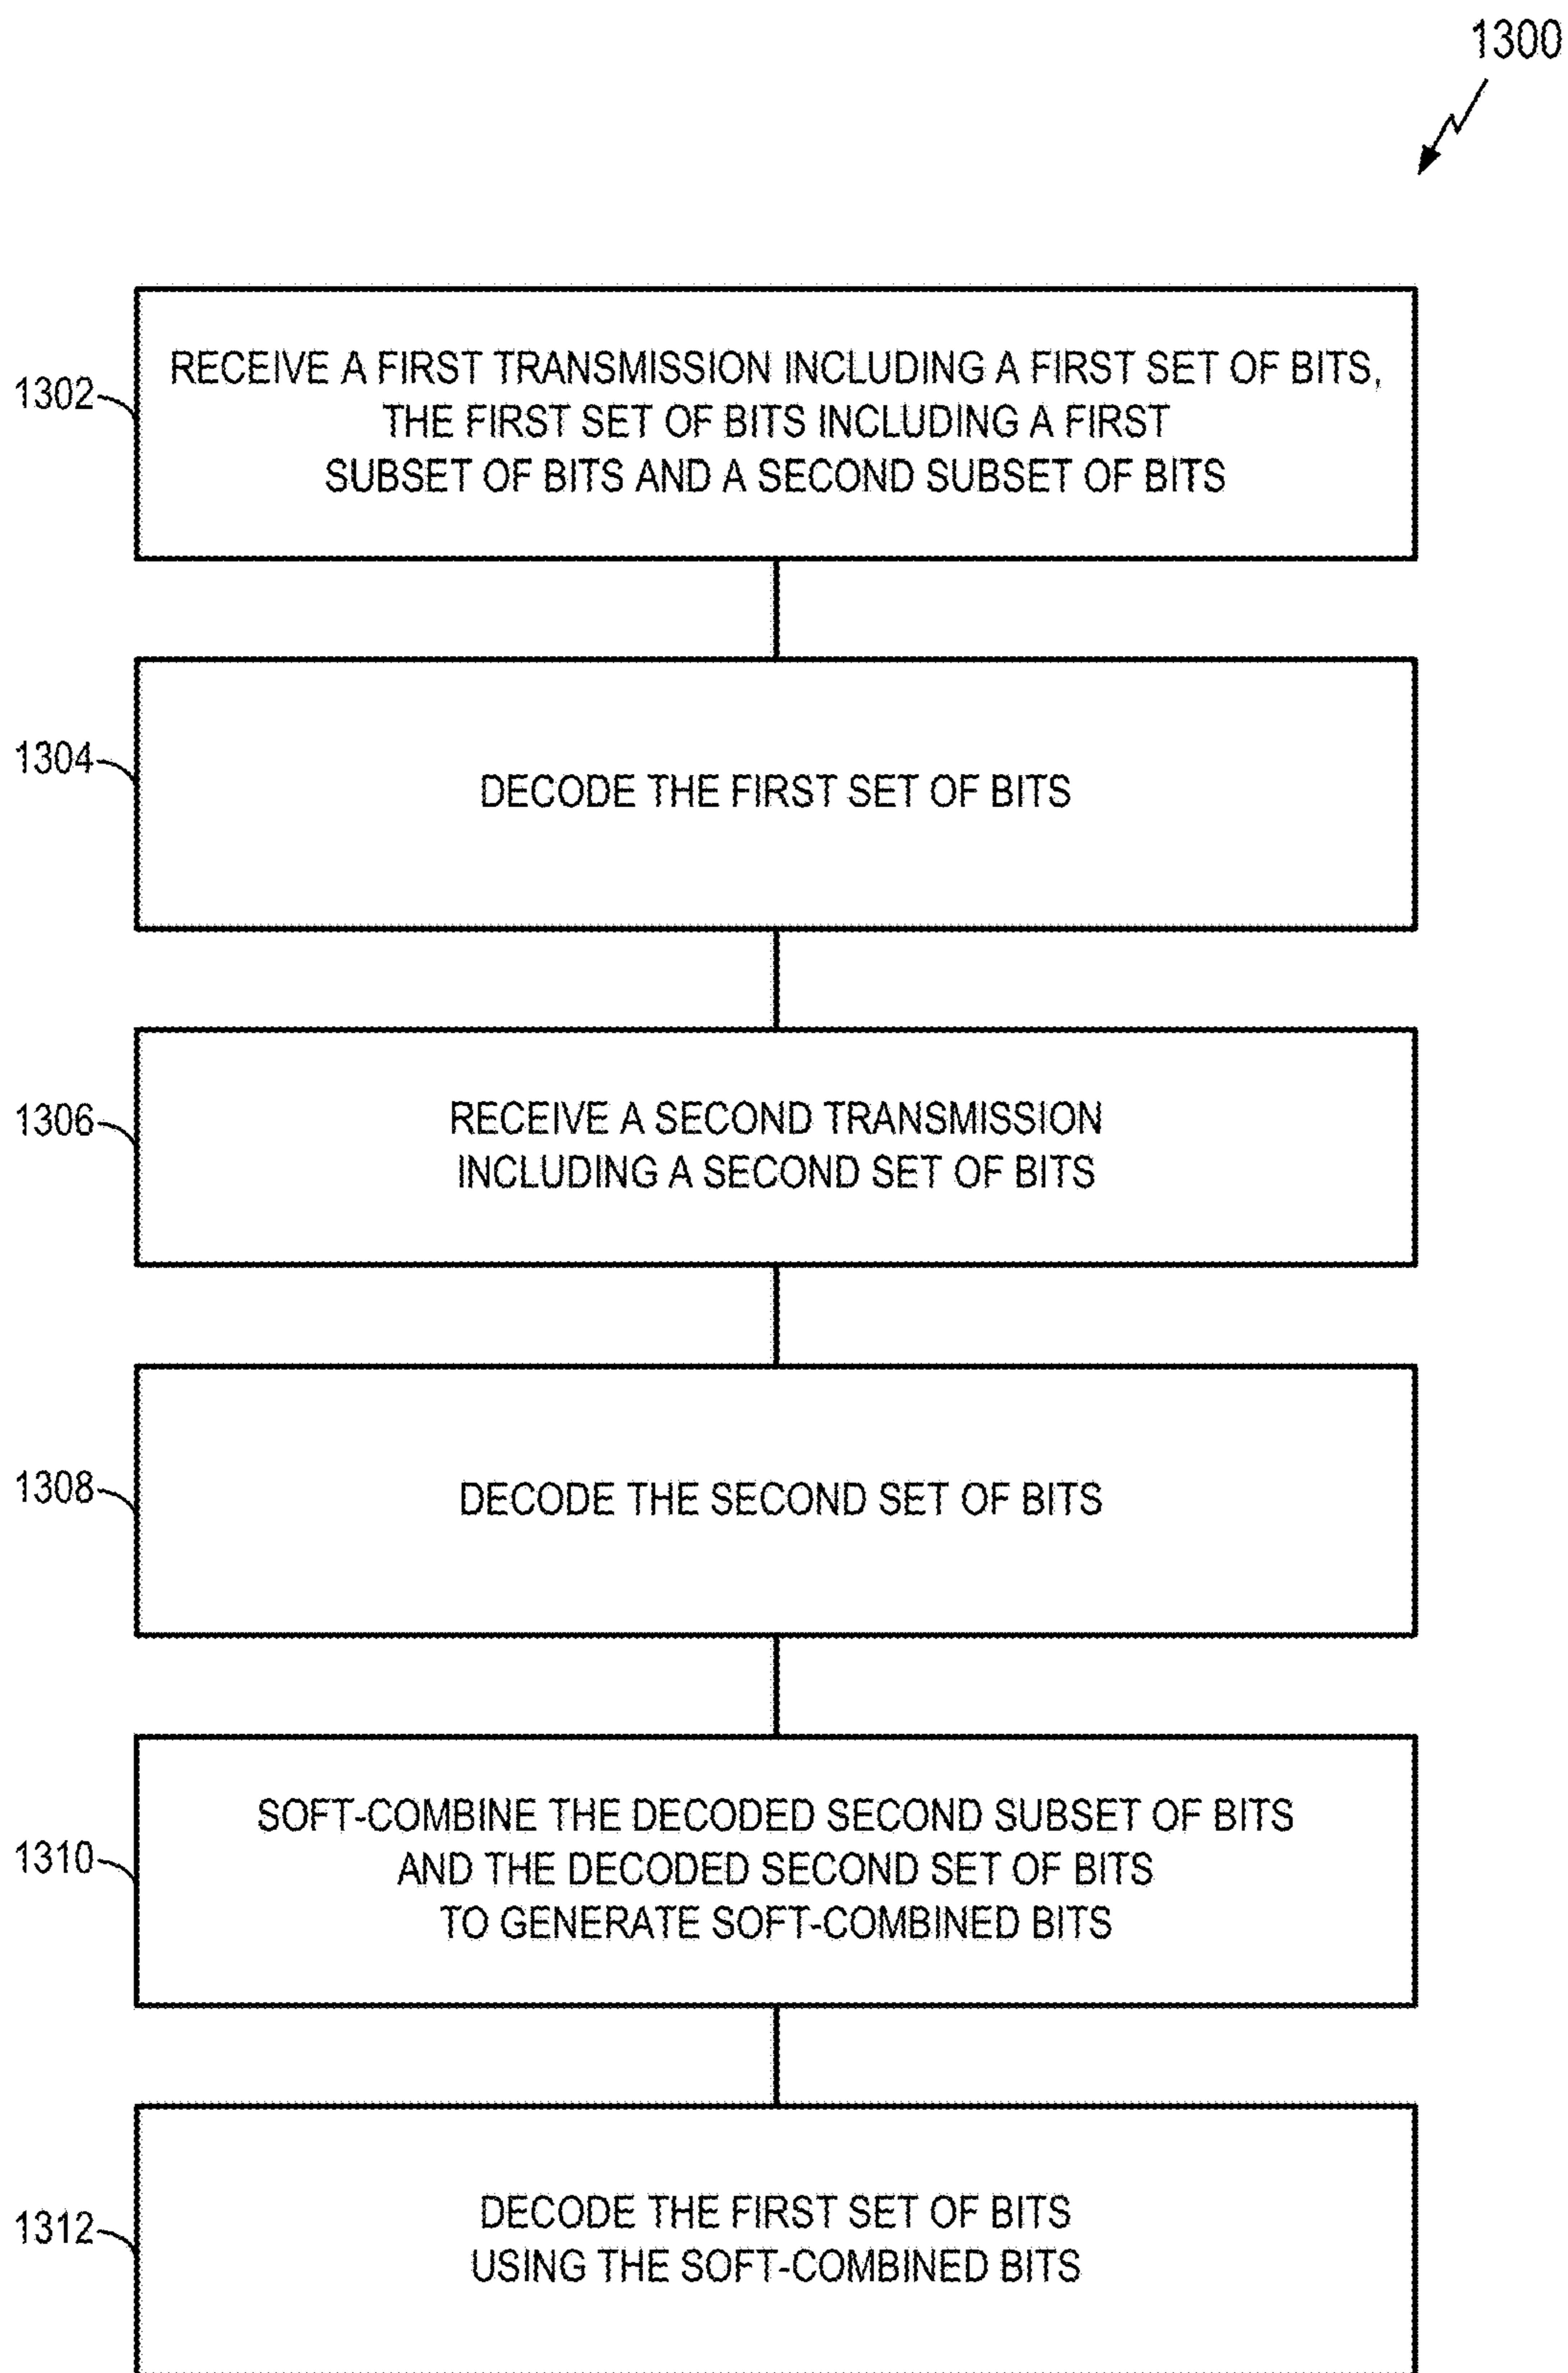 1300
1302
RECEIVE A FIRST TRANSMISSION INCLUDING A FIRST SET OF BITS,
THE FIRST SET OF BITS INCLUDING A FIRST
SUBSET OF BITS AND A SECOND SUBSET OF BITS
1304
DECODE THE FIRST SET OF BITS
1306
RECEIVE A SECOND TRANSMISSION
INCLUDING A SECOND SET OF BITS
1308
DECODE THE SECOND SET OF BITS
1310
SOFT-COMBINE THE DECODED SECOND SUBSET OF BITS
AND THE DECODED SECOND SET OF BITS
TO GENERATE SOFT-COMBINED BITS
1312
DECODE THE FIRST SET OF BITS
USING THE SOFT-COMBINED BITS